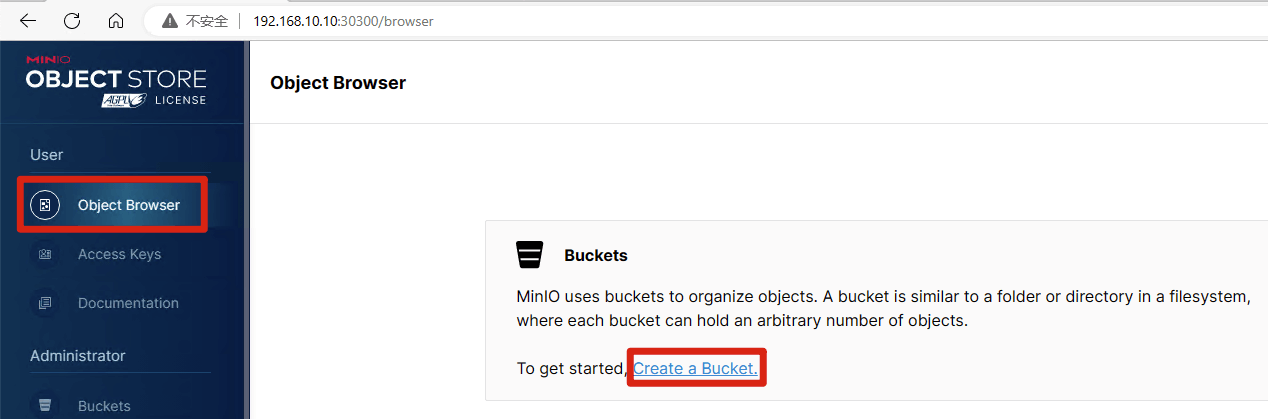 不安全 192.168.10.10:30300/browser
MINIO
OBJECT STORE
AGPLv3 LICENSE
Object Browser
User
Object Browser
Access Keys
Documentation
Administrator
Buckets
Buckets
MinIO uses buckets to organize objects. A bucket is similar to a folder or directory in a filesystem,
where each bucket can hold an arbitrary number of objects.
To get started, Create a Bucket.